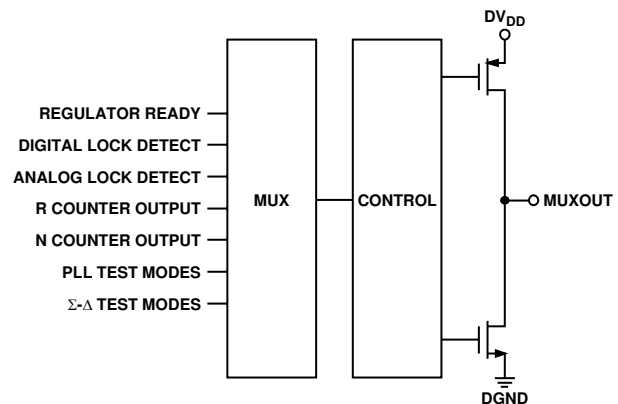 DVDD
REGULATOR READY
DIGITAL LOCK DETECT
ANALOG LOCK DETECT
R COUNTER OUTPUT
N COUNTER OUTPUT
PLL TEST MODES
Σ-Δ TEST MODES
MUX
CONTROL
MUXOUT
DGND